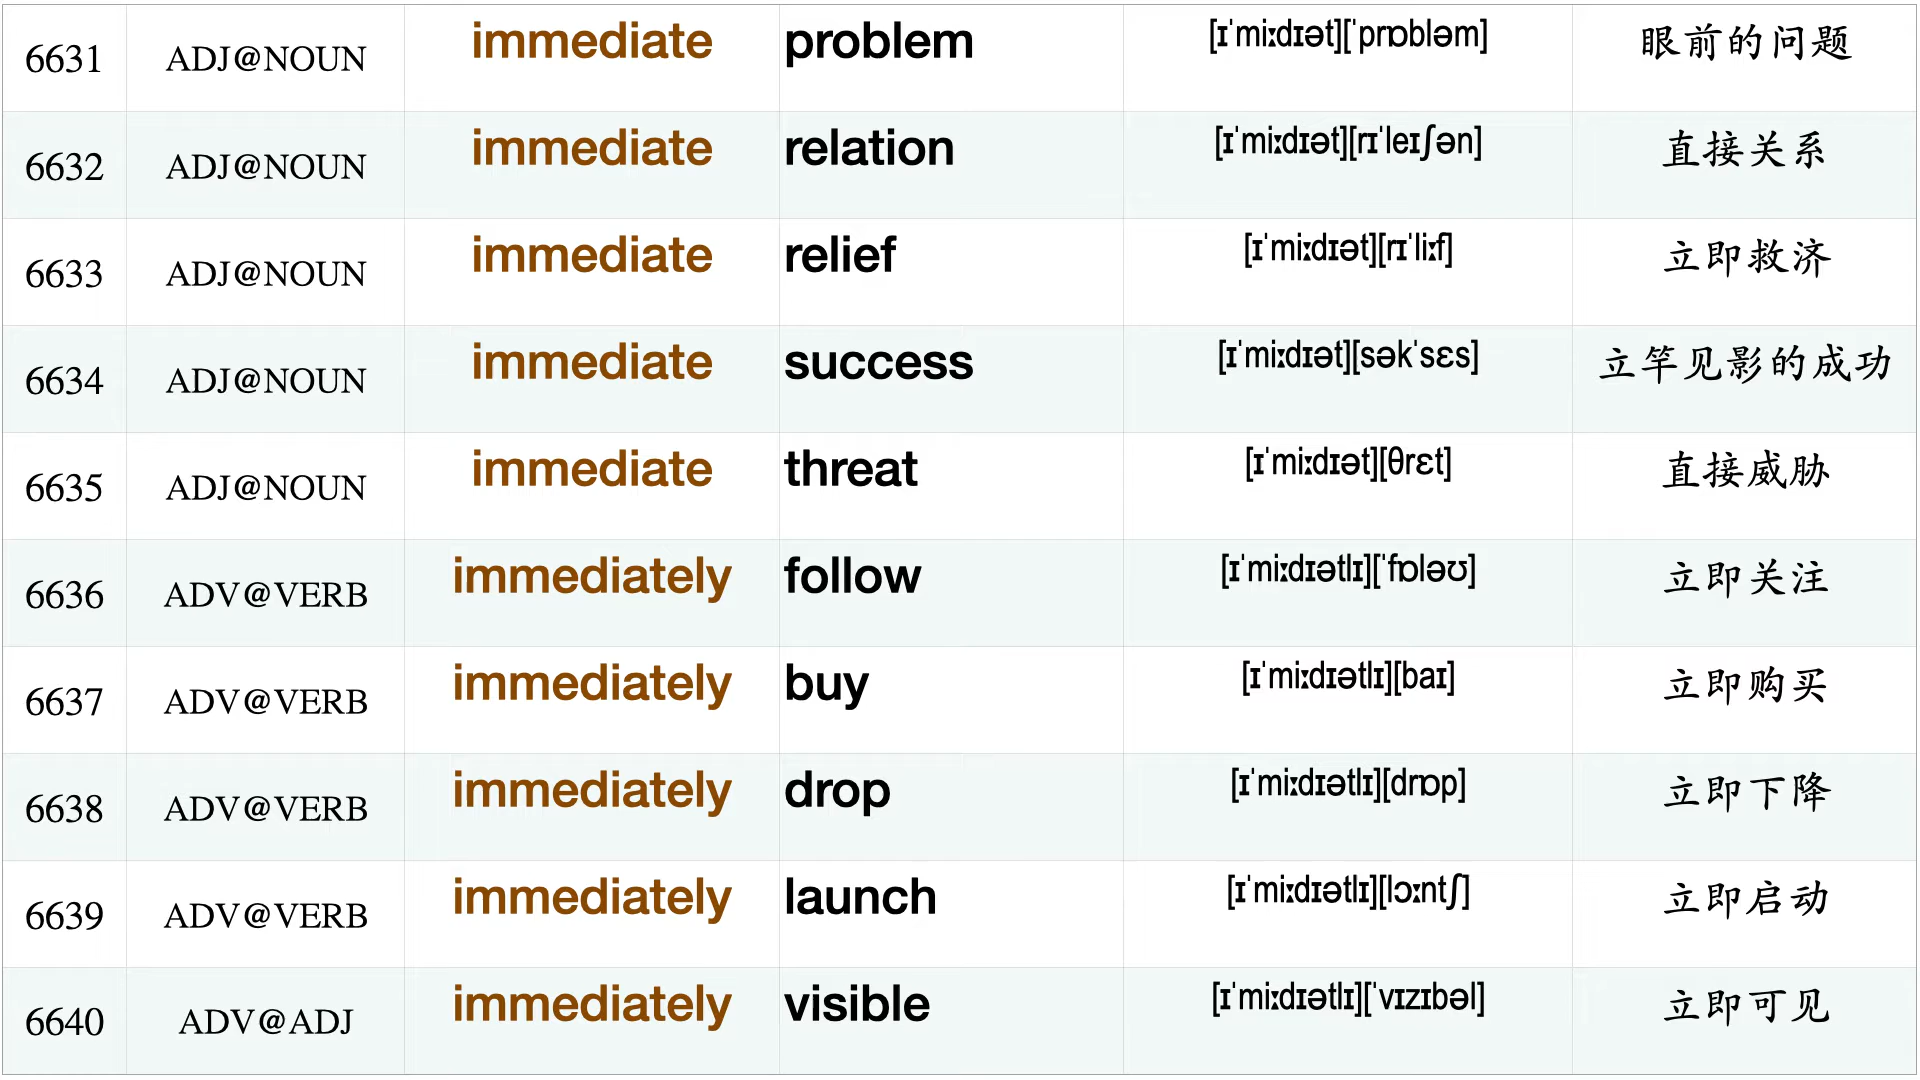 6631 ADJ@NOUN immediate problem [ɪˈmiːdɪət][ˈprɒbləm] 眼前的问题
6632 ADJ@NOUN immediate relation [ɪˈmiːdɪət][rɪˈleɪʃən] 直接关系
6633 ADJ@NOUN immediate relief [ɪˈmiːdɪət][rɪˈliːf] 立即救济
6634 ADJ@NOUN immediate success [ɪˈmiːdɪət][səkˈsɛs] 立竿见影的成功
6635 ADJ@NOUN immediate threat [ɪˈmiːdɪət][θrɛt] 直接威胁
6636 ADV@VERB immediately follow [ɪˈmiːdɪətlɪ][ˈfɒləʊ] 立即关注
6637 ADV@VERB immediately buy [ɪˈmiːdɪətlɪ][baɪ] 立即购买
6638 ADV@VERB immediately drop [ɪˈmiːdɪətlɪ][drɒp] 立即下降
6639 ADV@VERB immediately launch [ɪˈmiːdɪətlɪ][lɔːntʃ] 立即启动
6640 ADV@ADJ immediately visible [ɪˈmiːdɪətlɪ][ˈvɪzɪbəl] 立即可见